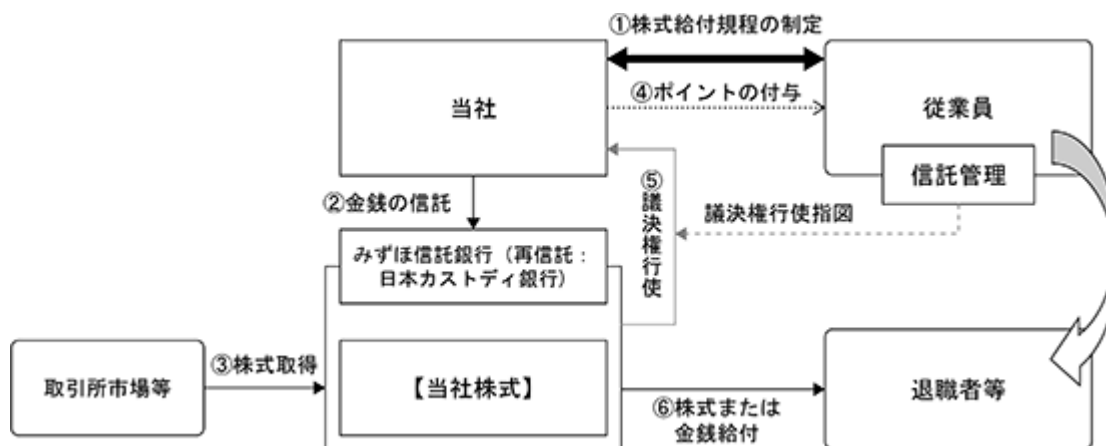 ①株式給付規程の制定
当社
④ポイントの付与
従業員
信託管理
②金銭の信託
⑤議決権行使
議決権行使指図
みずほ信託銀行（再信託：
日本カストディ銀行）
取引所市場等
③株式取得
【当社株式】
⑥株式または
金銭給付
退職者等